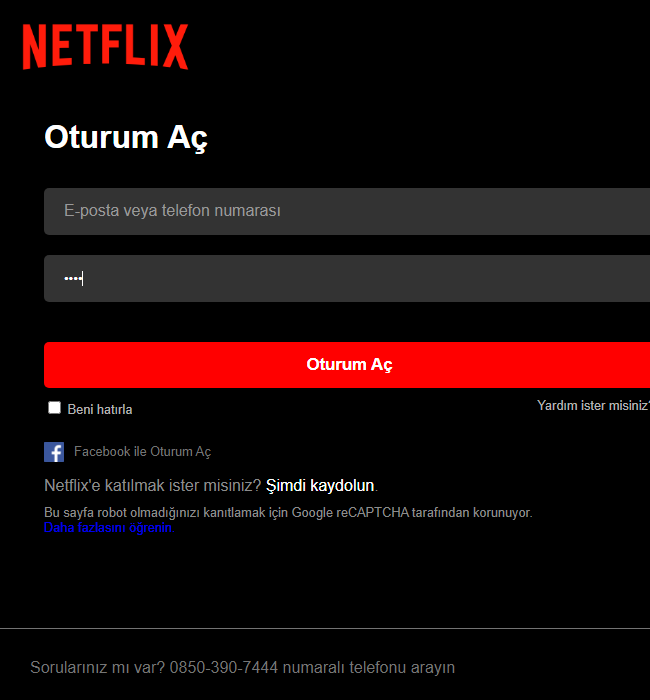 NETFLIX
Oturum Aç
E-posta veya telefon numarası
••••
Oturum Aç
Beni hatırla
Yardım ister misiniz?
Facebook ile Oturum Aç
Netflix'e katılmak ister misiniz? Şimdi kaydolun.
Bu sayfa robot olmadığınızı kanıtlamak için Google reCAPTCHA tarafından korunuyor.
Daha fazlasını öğrenin.
Sorularınız mı var? 0850-390-7444 numaralı telefonu arayın